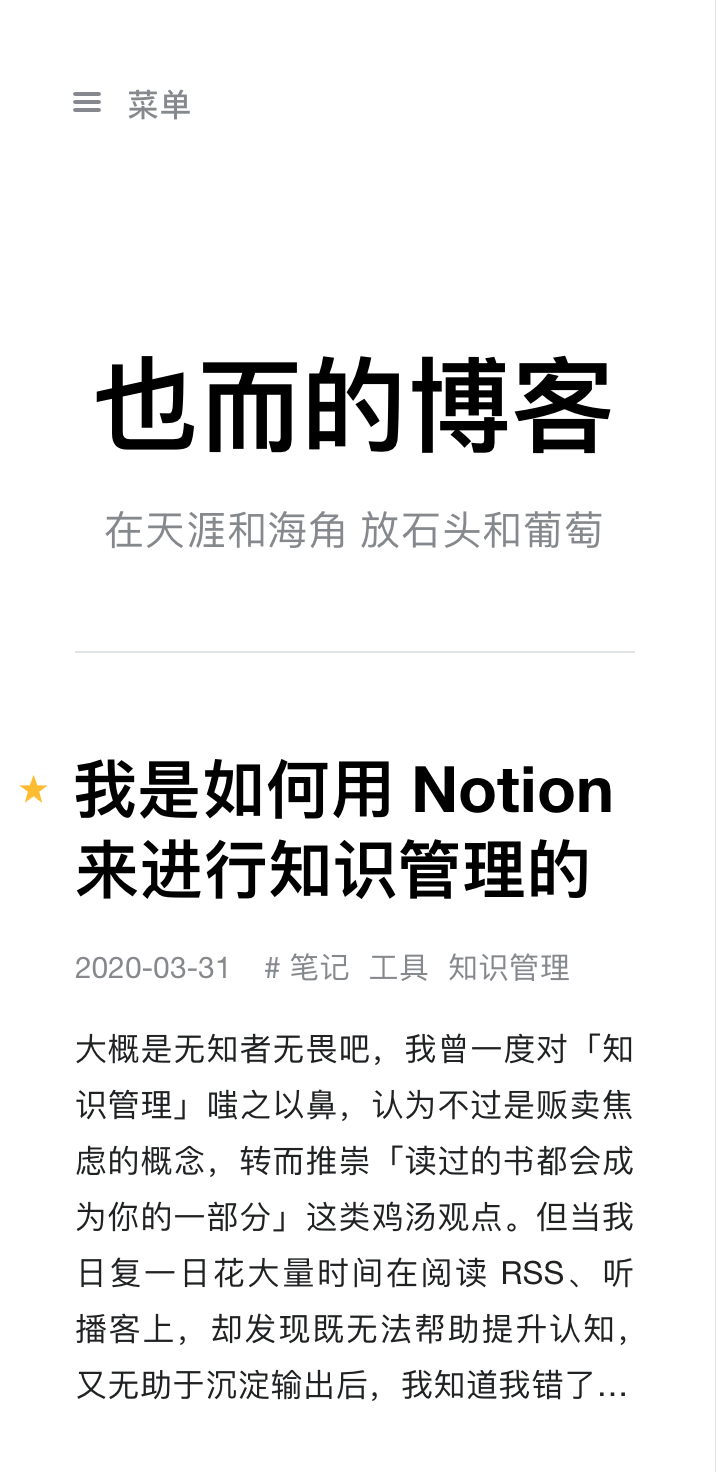 菜单
也而的博客
在天涯和海角 放石头和葡萄
我是如何用 Notion
来进行知识管理的
2020-03-31 # 笔记 工具 知识管理
大概是无知者无畏吧，我曾一度对「知
识管理」嗤之以鼻，认为不过是贩卖焦
虑的概念，转而推崇「读过的书都会成
为你的一部分」这类鸡汤观点。但当我
日复一日花大量时间在阅读 RSS、听
播客上，却发现既无法帮助提升认知，
又无助于沉淀输出后，我知道我错了…